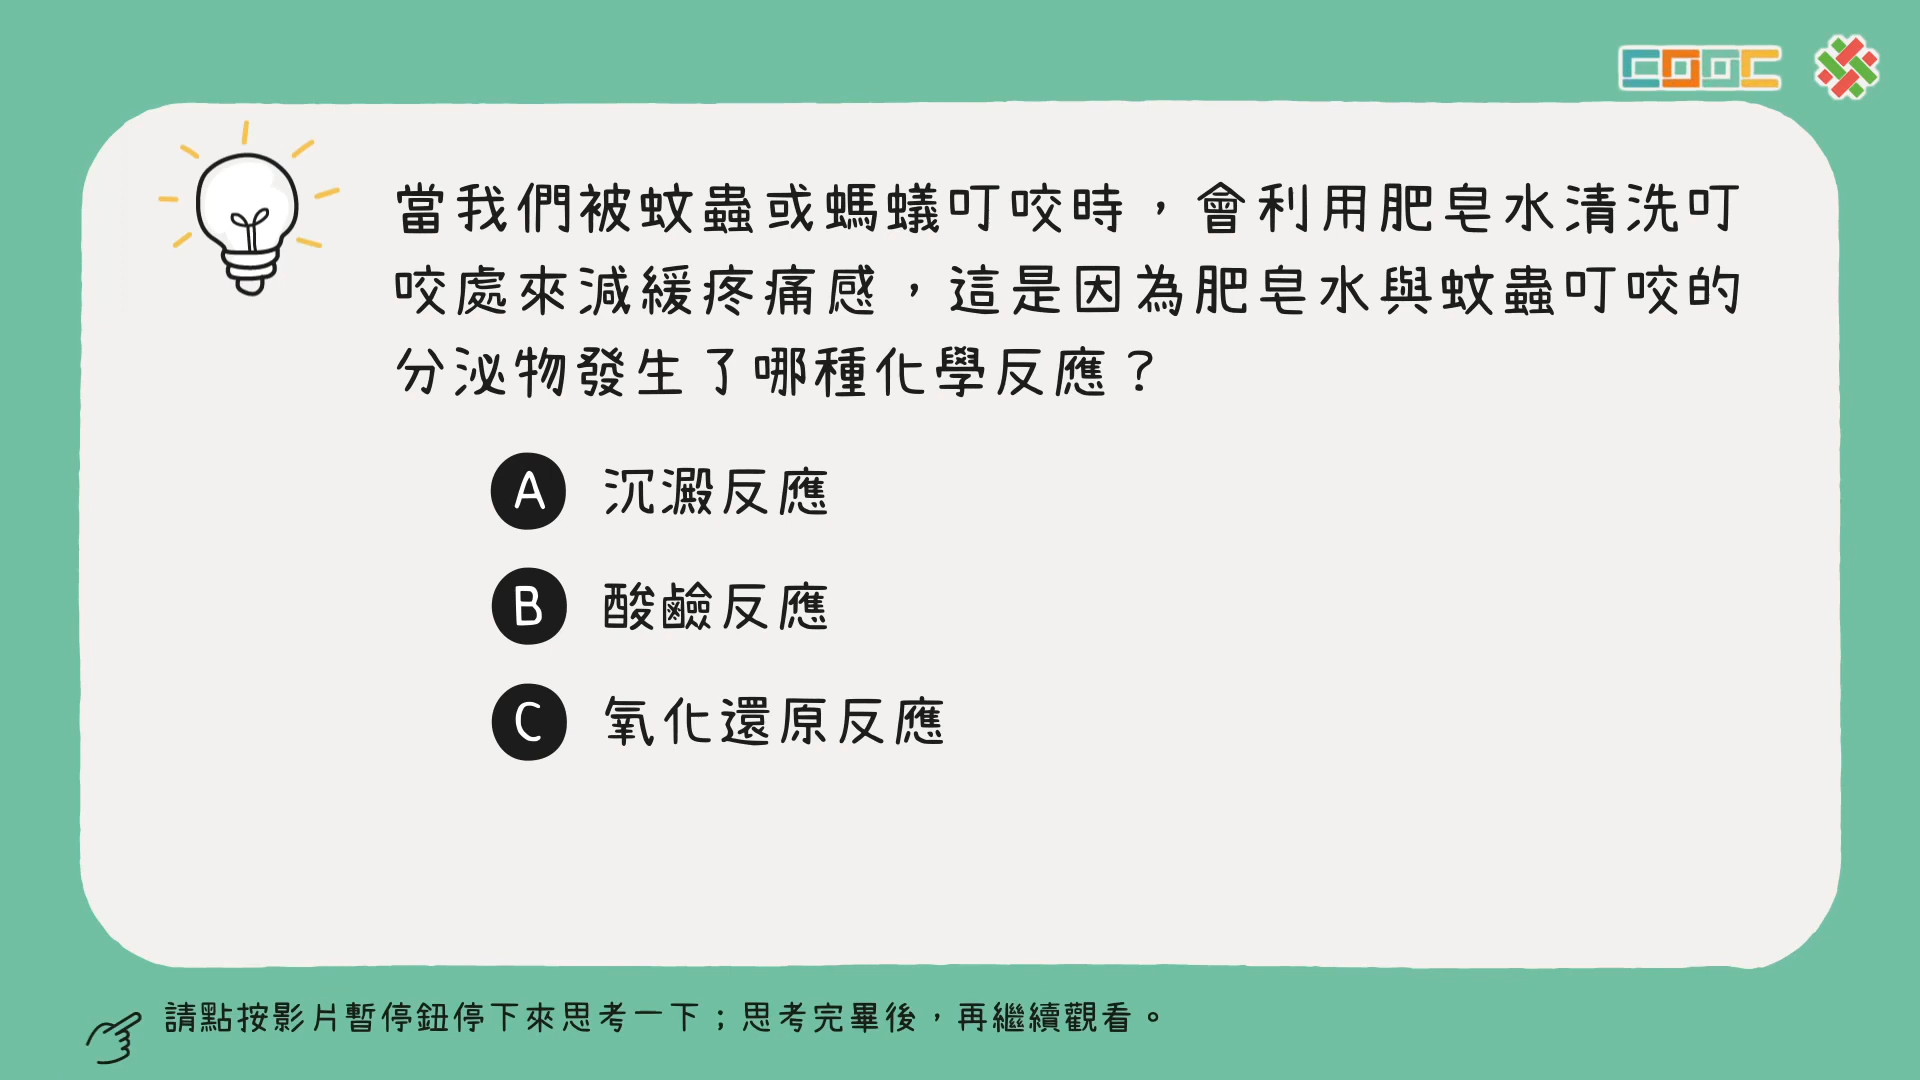 COOC
當我們被蚊蟲或螞蟻叮咬時，會利用肥皂水清洗叮
咬處來減緩疼痛感，這是因為肥皂水與蚊蟲叮咬的
分泌物發生了哪種化學反應？
A 沉澱反應
B 酸鹼反應
C 氧化還原反應
請點按影片暫停鈕停下來思考一下；思考完畢後，再繼續觀看。